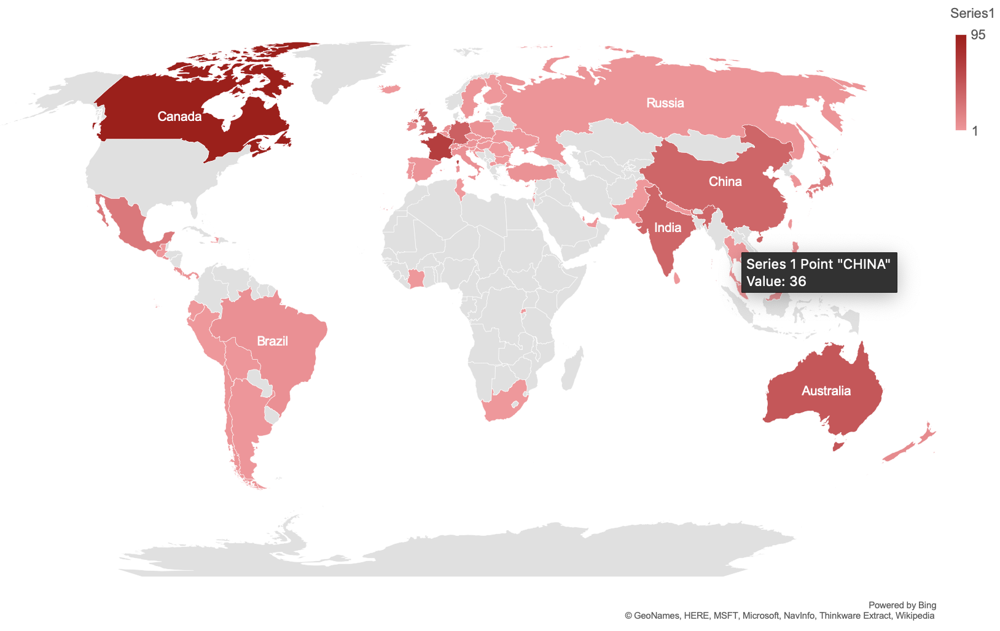 Series1
95
1
Canada
Russia
China
India
Series 1 Point "CHINA"
Value: 36
Brazil
Australia
Powered by Bing
© GeoNames, HERE, MSFT, Microsoft, NavInfo, Thinkware Extract, Wikipedia